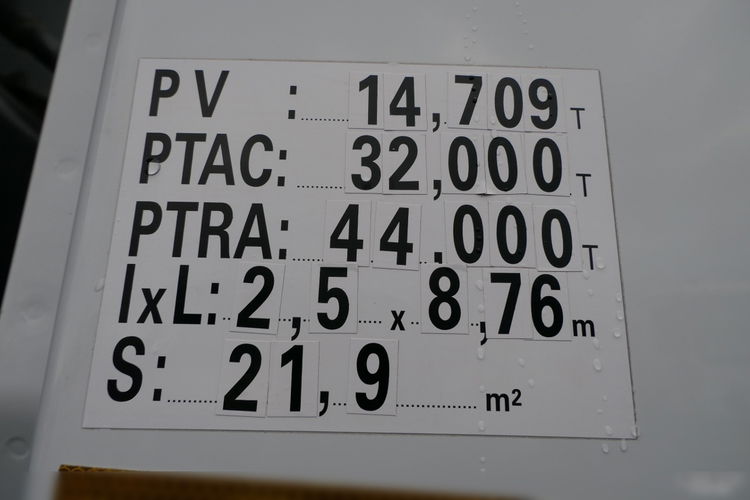 PV : 14,709 T
PTAC: 32,000 T
PTRA: 44.000 T
lxL: 2,5 x 8,76 m
S: 21,9 m²